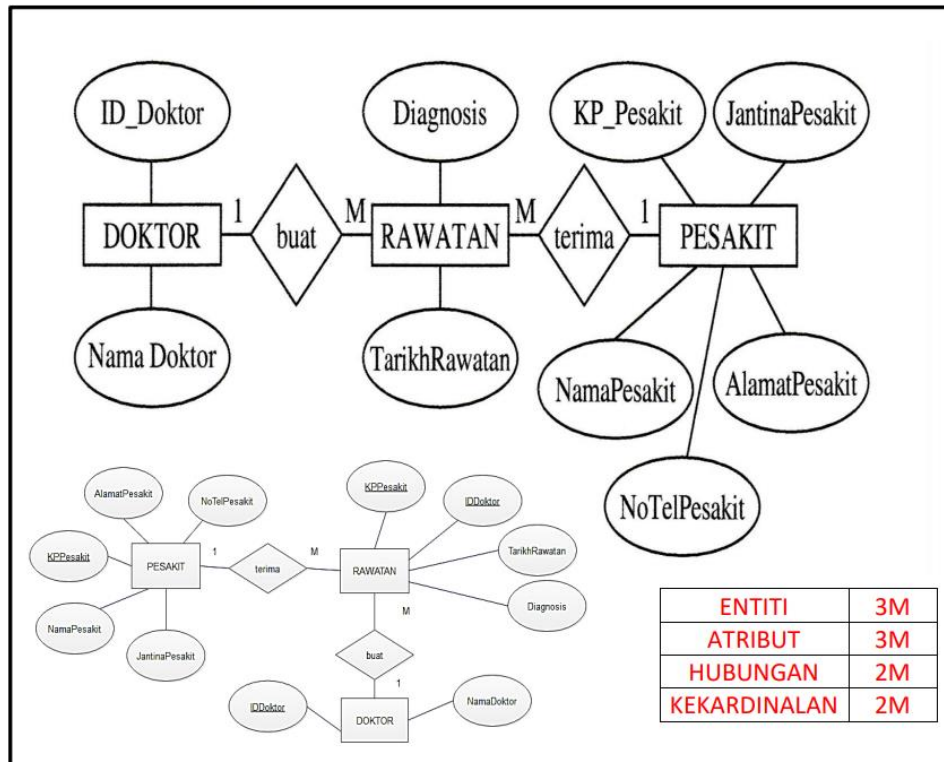 ID_Doktor
Diagnosis
KP_Pesakit
JantinaPesakit
DOKTOR
1
buat
M
RAWATAN
M
terima
1
PESAKIT
Nama Doktor
TarikhRawatan
NamaPesakit
AlamatPesakit
NoTelPesakit
AlamatPesakit
NoTelPesakit
KPPesakit
IDDoktor
KPPesakit
PESAKIT
1
terima
M
RAWATAN
TarikhRawatan
Diagnosis
NamaPesakit
JantinaPesakit
M
buat
1
IDDoktor
DOKTOR
NamaDoktor
ENTITI 3M
ATRIBUT 3M
HUBUNGAN 2M
KEKARDINALAN 2M